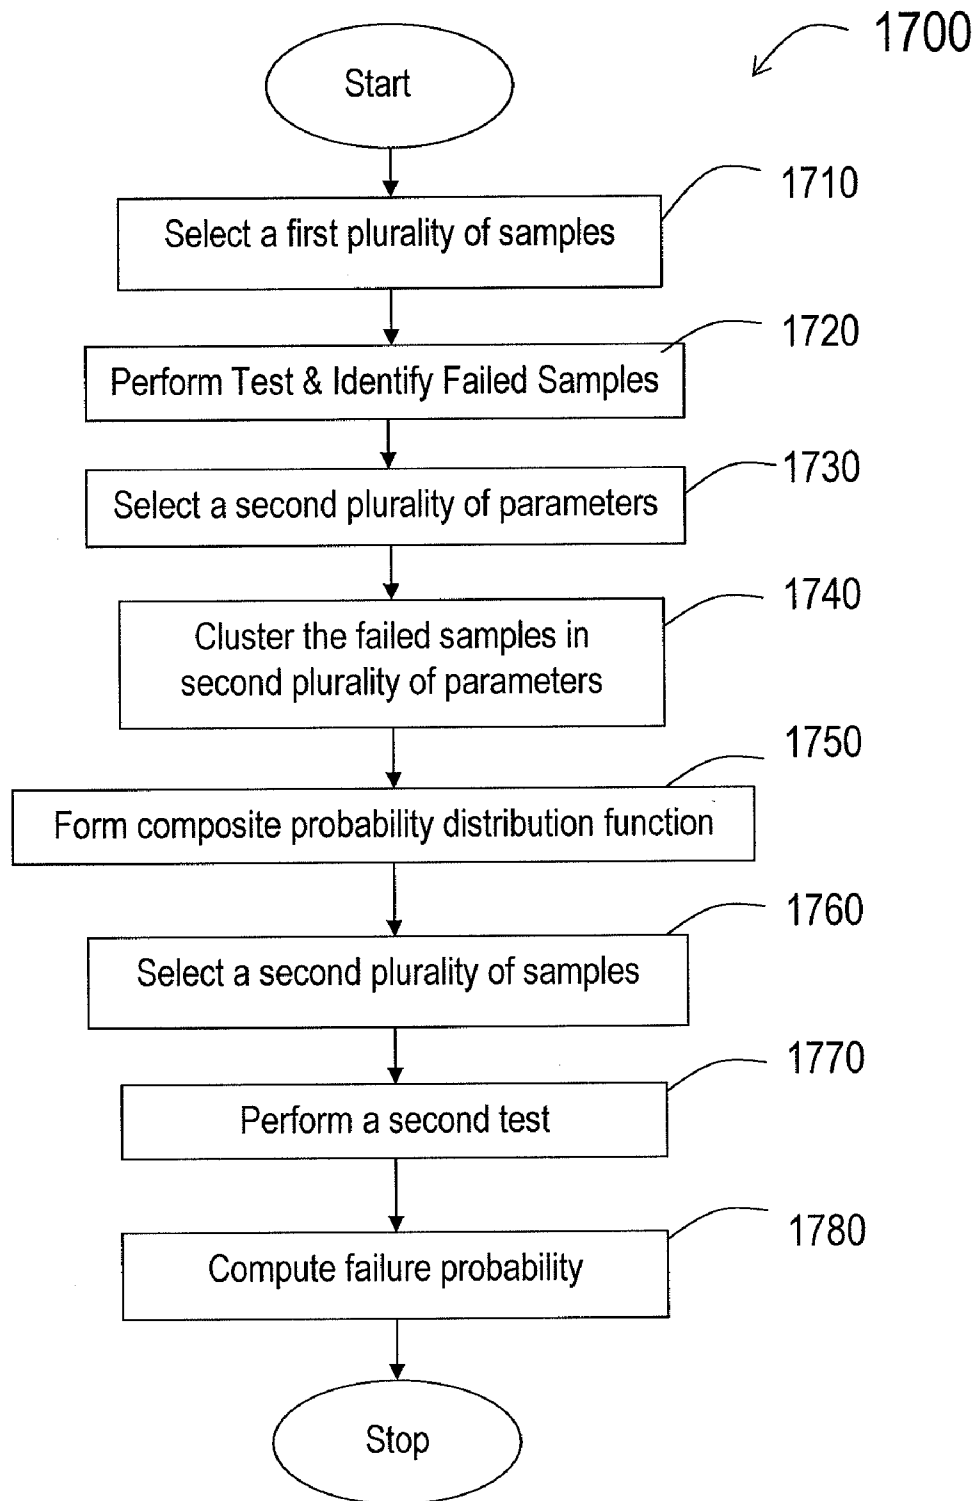 1700
Start
1710
Select a first plurality of samples
1720
Perform Test & Identify Failed Samples
1730
Select a second plurality of parameters
1740
Cluster the failed samples in
second plurality of parameters
1750
Form composite probability distribution function
1760
Select a second plurality of samples
1770
Perform a second test
1780
Compute failure probability
Stop